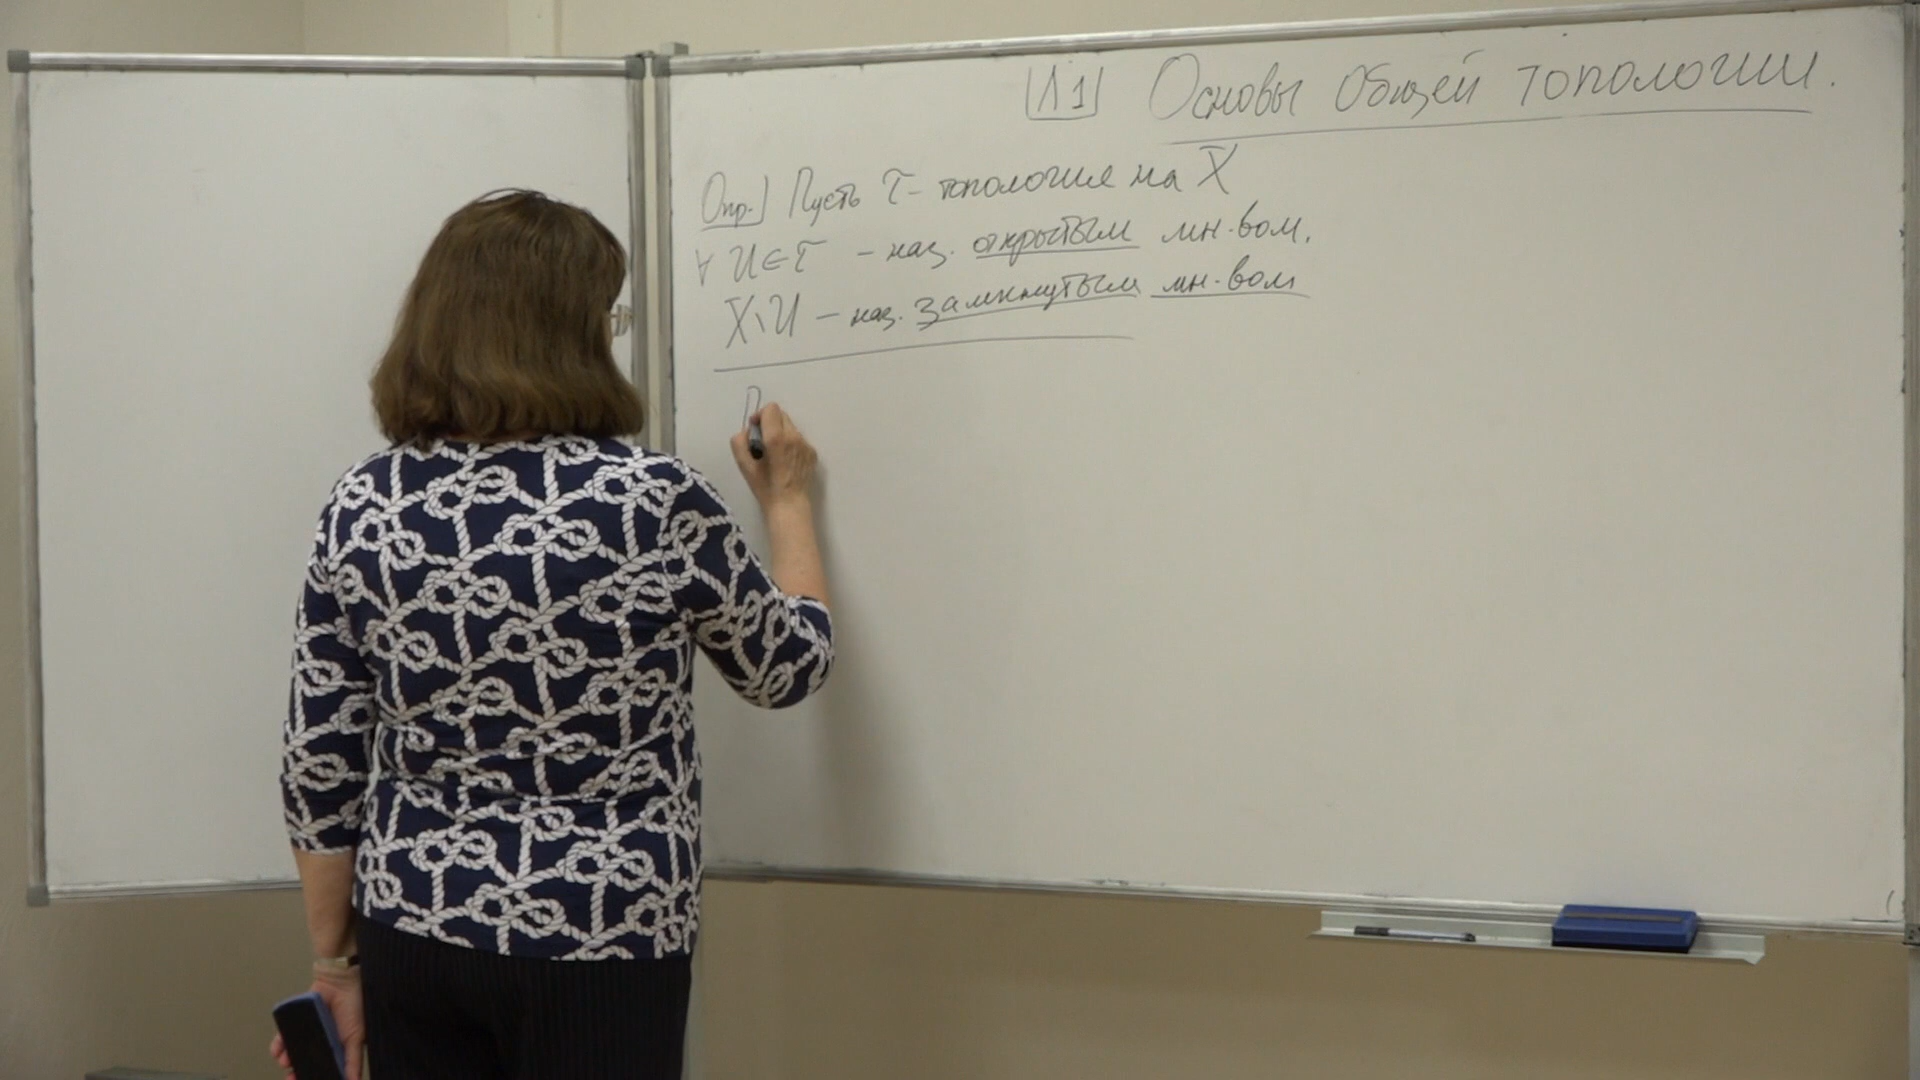 Л1 Основы Общей топологии.
Опр.] Пусть τ - топология на X
∀ U∈τ - наз. открытым мн-вом.
X\U - наз. замкнутым мн-вом